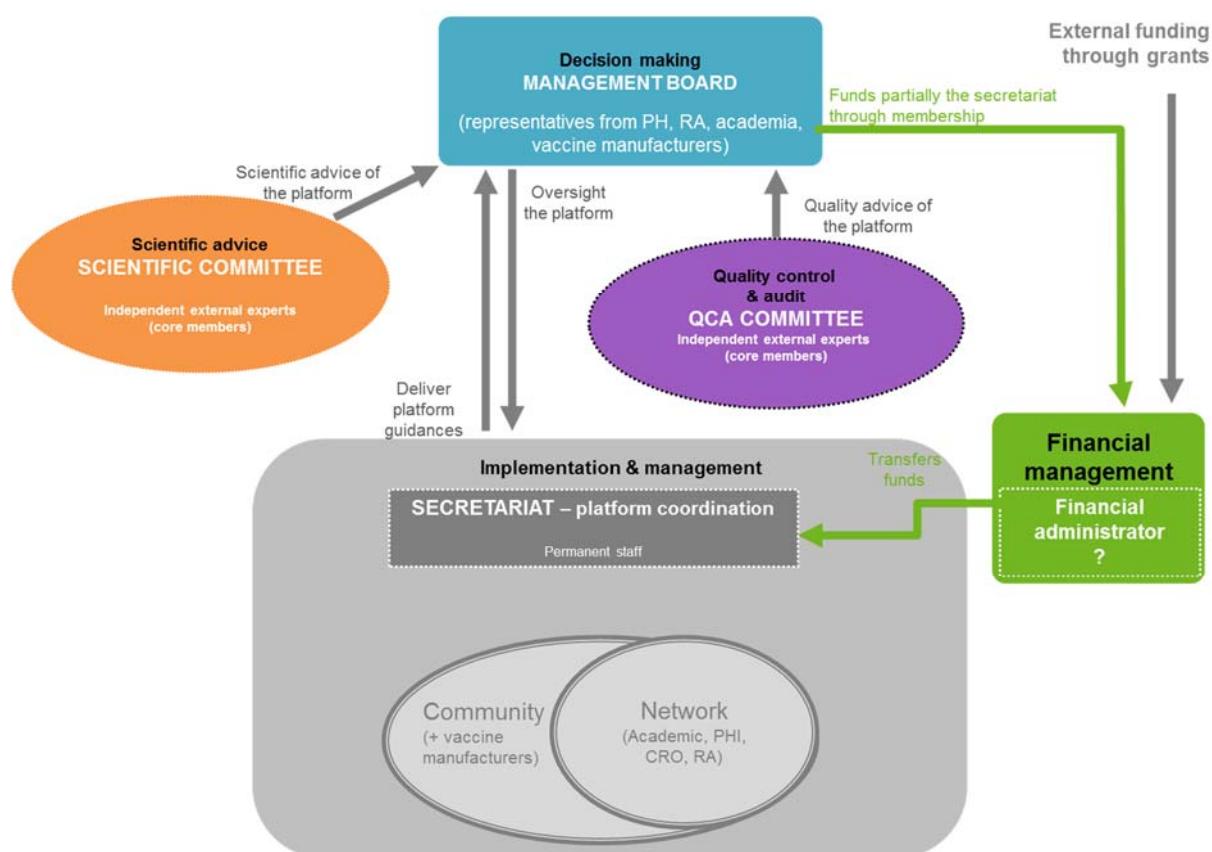 Decision making
MANAGEMENT BOARD
(representatives from PH, RA, academia,
vaccine manufacturers)
External funding
through grants
Funds partially the secretariat
through membership
Scientific advice of
the platform
Oversight
the platform
Quality advice of
the platform
Scientific advice
SCIENTIFIC COMMITTEE
Independent external experts
(core members)
Quality control
& audit
QCA COMMITTEE
Independent external experts
(core members)
Deliver
platform
guidances
Implementation & management
SECRETARIAT – platform coordination
Permanent staff
Transfers
funds
Financial
management
Financial
administrator
?
Community
(+ vaccine
manufacturers)
Network
(Academic, PHI,
CRO, RA)